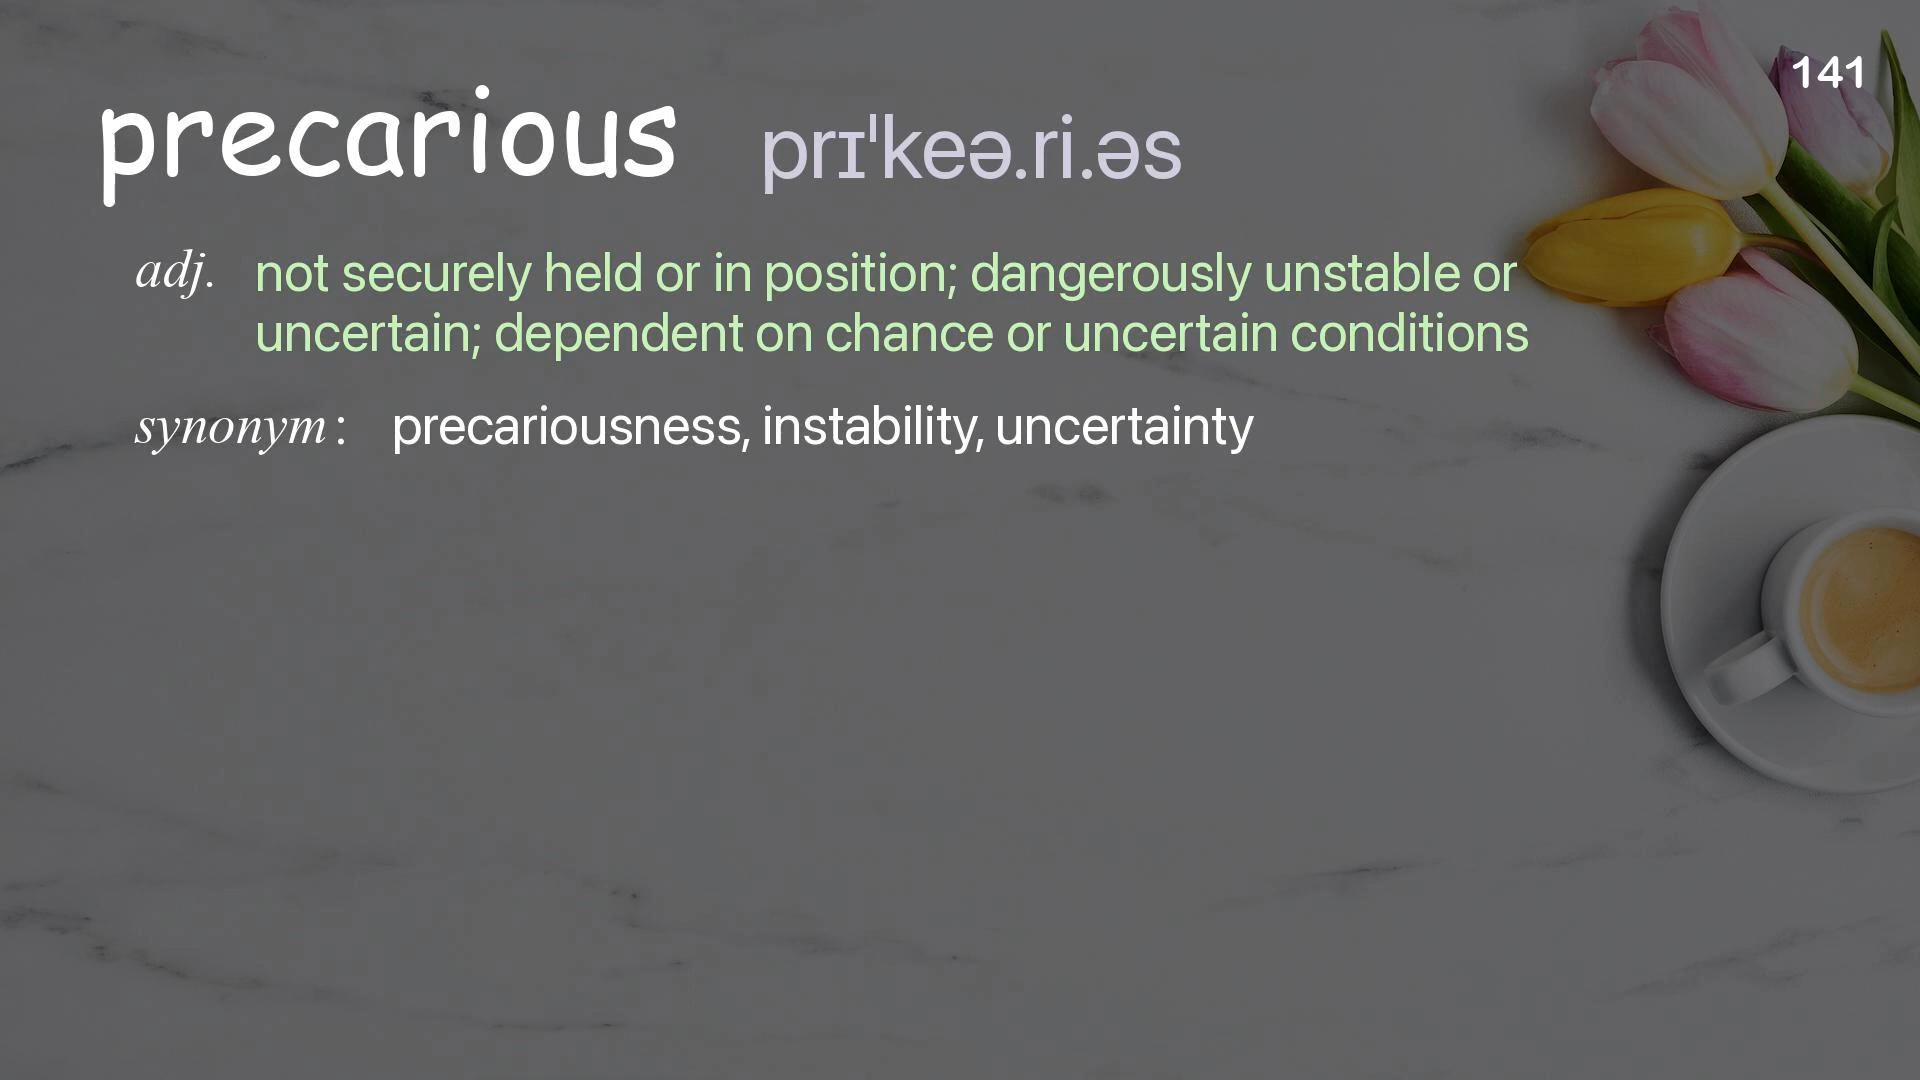 141
precarious prɪˈkeə.ri.əs
adj. not securely held or in position; dangerously unstable or
uncertain; dependent on chance or uncertain conditions
synonym : precariousness, instability, uncertainty